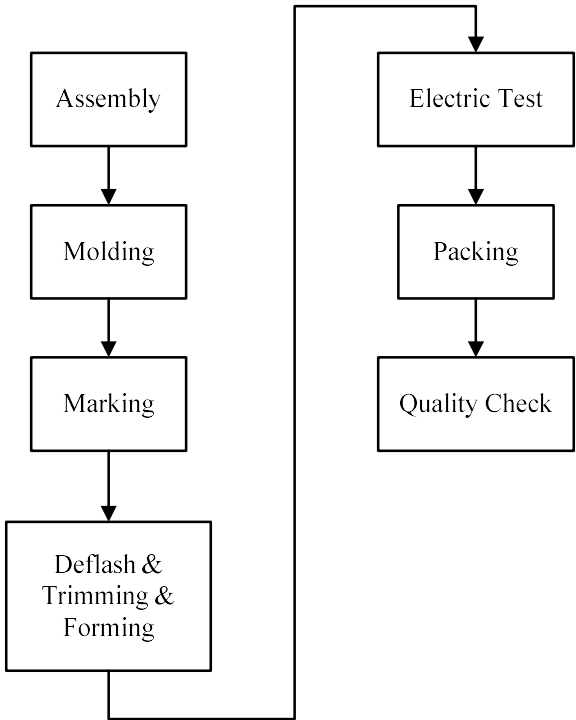 Assembly
Molding
Marking
Deflash &
Trimming &
Forming
Electric Test
Packing
Quality Check